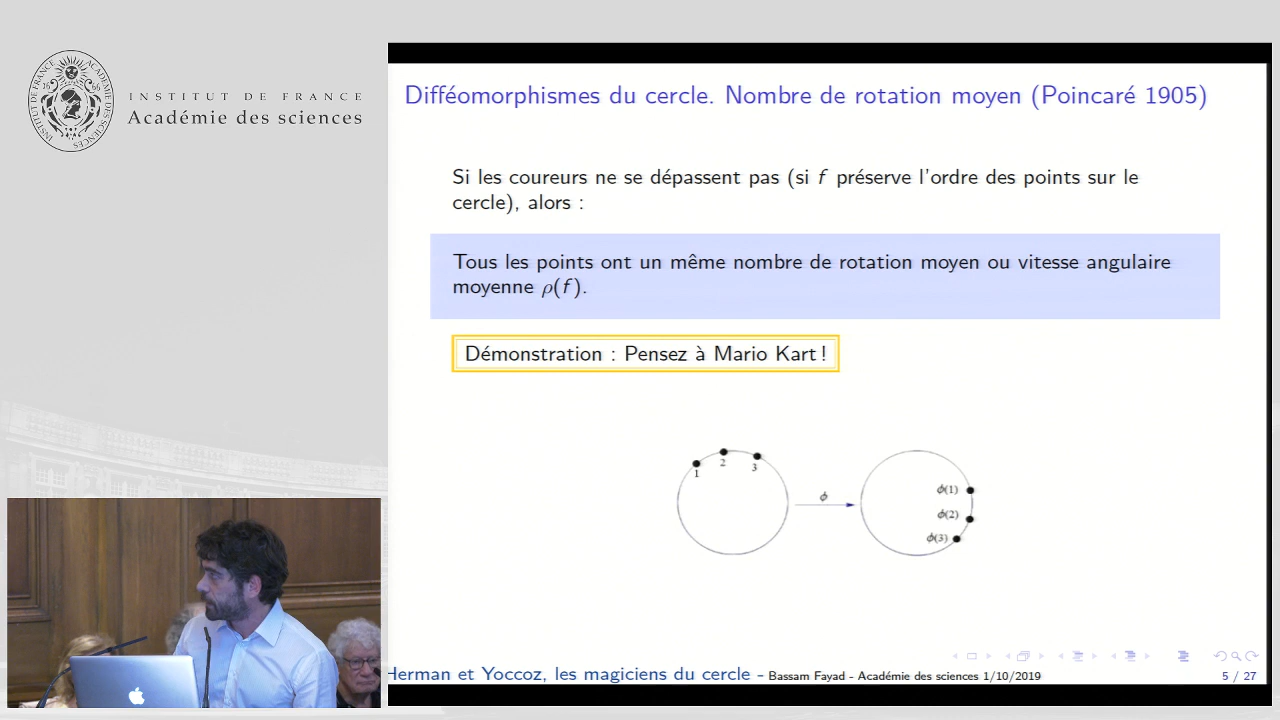 INSTITUT DE FRANCE
Académie des sciences
Difféomorphismes du cercle. Nombre de rotation moyen (Poincaré 1905)
Si les coureurs ne se dépassent pas (si f préserve l'ordre des points sur le
cercle), alors :
Tous les points ont un même nombre de rotation moyen ou vitesse angulaire
moyenne ρ(f).
Démonstration : Pensez à Mario Kart !
1
2
3
ϕ
ϕ(1)
ϕ(2)
ϕ(3)
Herman et Yoccoz, les magiciens du cercle - Bassam Fayad - Académie des sciences 1/10/2019
5 / 27